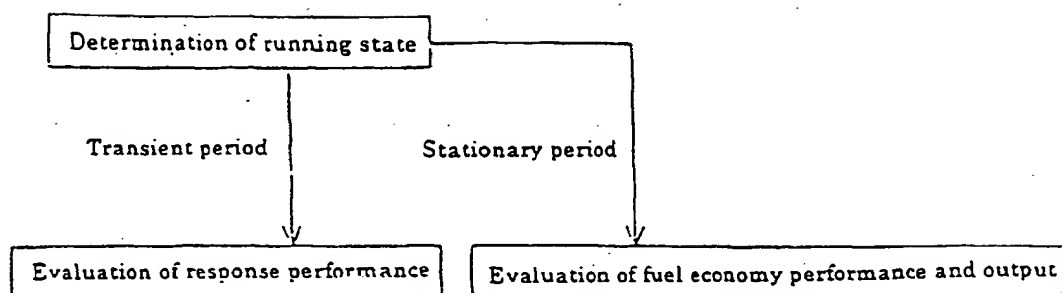 Determination of running state
Transient period
Stationary period
Evaluation of response performance
Evaluation of fuel economy performance and output